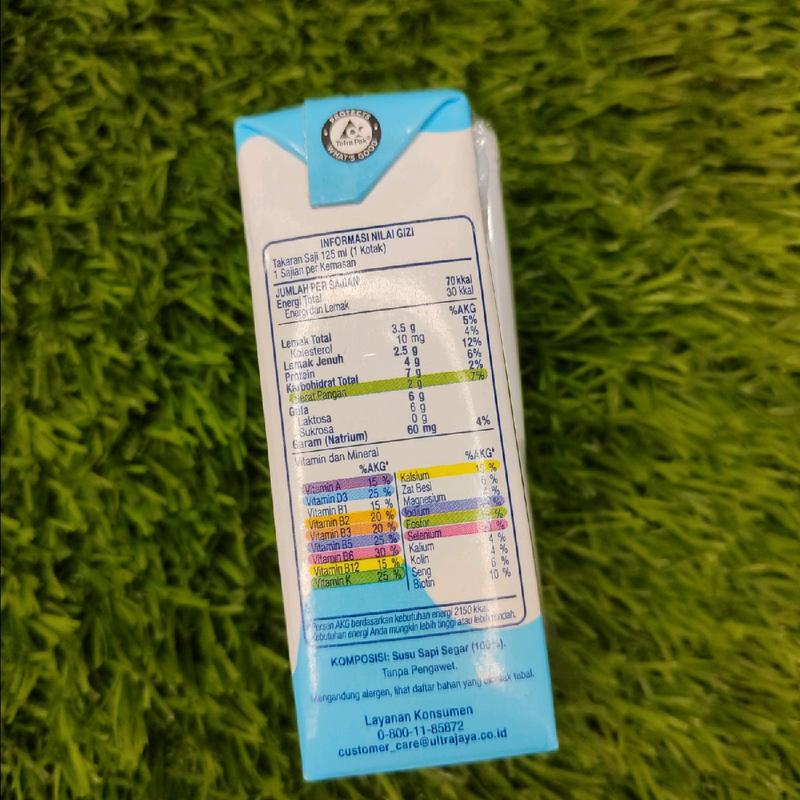 PROTECTS
Tetra Pak
WHAT'S GOOD
INFORMASI NILAI GIZI
Takaran Saji 125 ml (1 Kotak)
1 Sajian per Kemasan
JUMLAH PER SAJIAN
Energi Total 70 kkal
Energi dari Lemak 30 kkal
%AKG
Lemak Total 3.5 g 5%
Kolesterol 10 mg 4%
Lemak Jenuh 2.5 g 12%
Protein 4 g 6%
Karbohidrat Total 7 g 2%
Serat Pangan 2 g 7%
Gula 6 g
Laktosa 6 g
Sukrosa 0 g
Garam (Natrium) 60 mg 4%
Vitamin dan Mineral
%AKG* %AKG*
Vitamin A 15 % Kalsium 15 %
Vitamin D3 25 % Zat Besi 6 %
Vitamin B1 15 % Magnesium
Vitamin B2 20 % Iodium
Vitamin B3 20 % Fosfor
Vitamin B5 25 % Selenium
Vitamin B6 30 % Kalium 4 %
Vitamin B12 15 % Kolin 4 %
Vitamin K 25 % Seng 6 %
Biotin 10 %
*Persen AKG berdasarkan kebutuhan energi 2150 kkal.
Kebutuhan energi Anda mungkin lebih tinggi atau lebih rendah.
KOMPOSISI: Susu Sapi Segar (100%).
Tanpa Pengawet.
Mengandung alergen, lihat daftar bahan yang dicetak tebal.
Layanan Konsumen
0-800-11-85872
customer_care@ultrajaya.co.id